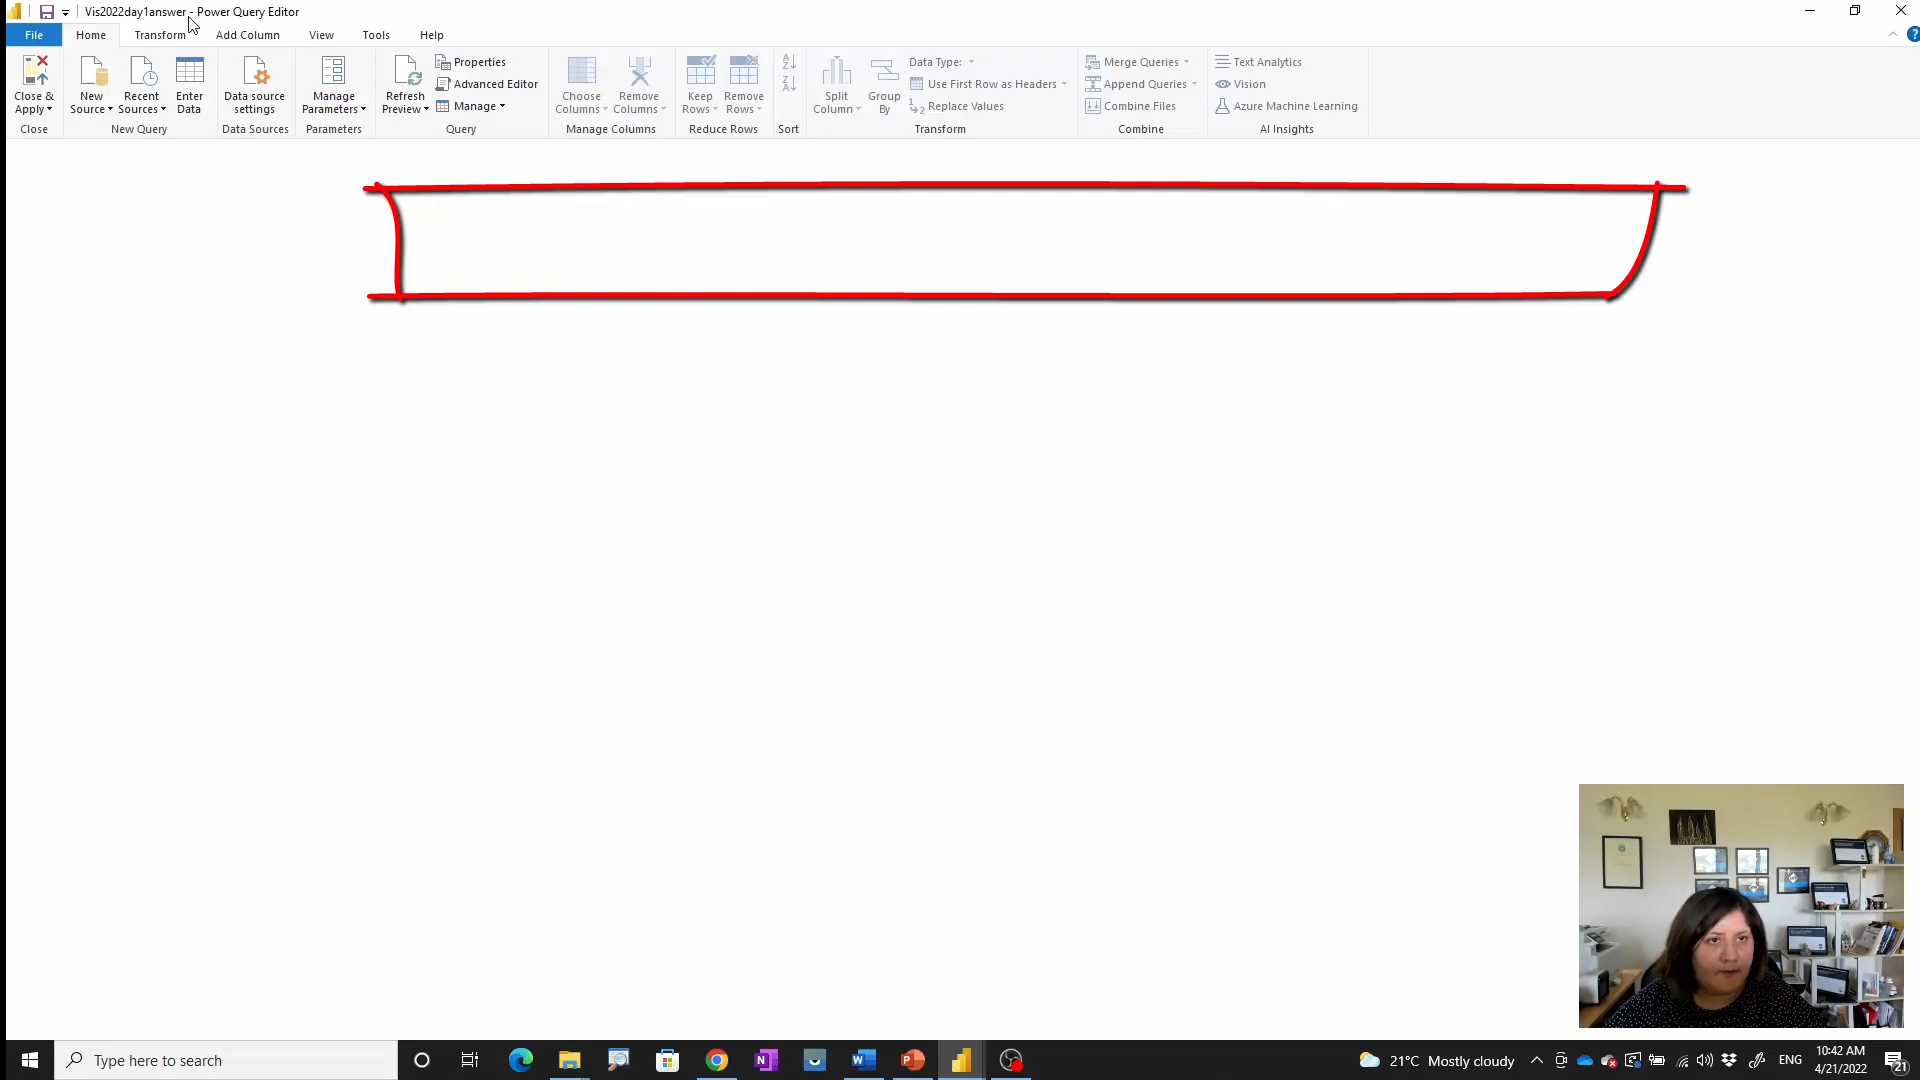 Vis2022day1answer - Power Query Editor
File Home Transform Add Column View Tools Help
Close & Apply
New Source
Recent Sources
Enter Data
Data source settings
Manage Parameters
Refresh Preview
Properties
Advanced Editor
Manage
Choose Columns
Remove Columns
Keep Rows
Remove Rows
Split Column
Group By
Data Type:
Use First Row as Headers
Replace Values
Merge Queries
Append Queries
Combine Files
Text Analytics
Vision
Azure Machine Learning
Close New Query Data Sources Parameters Query Manage Columns Reduce Rows Sort Transform Combine AI Insights
Type here to search
21°C Mostly cloudy
ENG
10:42 AM
4/21/2022
21